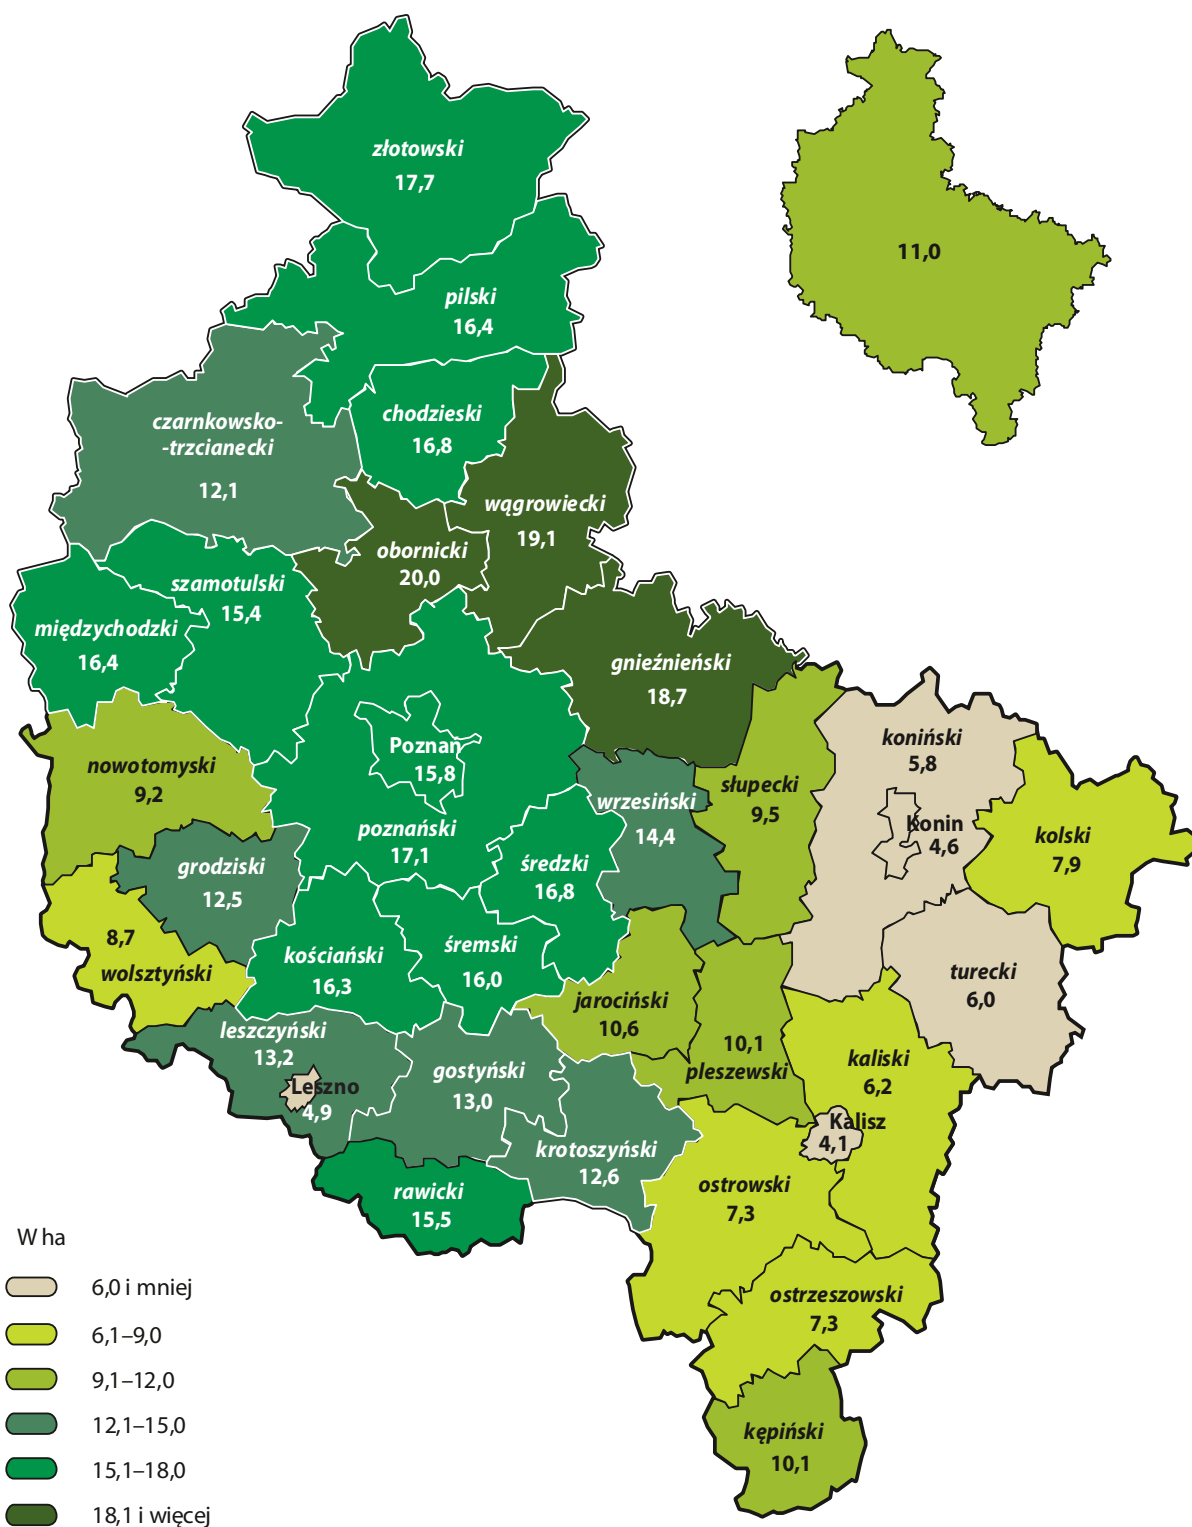 złotowski
17,7
11,0
pilski
16,4
chodzieski
16,8
czarnkowsko-
-trzcianecki
12,1
wągrowiecki
19,1
obornicki
20,0
szamotulski
15,4
międzychodzki
16,4
gnieźnieński
18,7
Poznań
15,8
koniński
5,8
nowotomyski
9,2
słupecki
9,5
wrzesiński
14,4
Konin
4,6
kolski
7,9
poznański
17,1
średzki
16,8
grodziski
12,5
8,7
wolsztyński
kościański
16,3
śremski
16,0
turecki
6,0
jarociński
10,6
leszczyński
13,2
10,1
pleszewski
kaliski
6,2
gostyński
13,0
Leszno
4,9
Kalisz
4,1
krotoszyński
12,6
rawicki
15,5
ostrowski
7,3
ostrzeszowski
7,3
kępiński
10,1
W ha
6,0 i mniej
6,1–9,0
9,1–12,0
12,1–15,0
15,1–18,0
18,1 i więcej